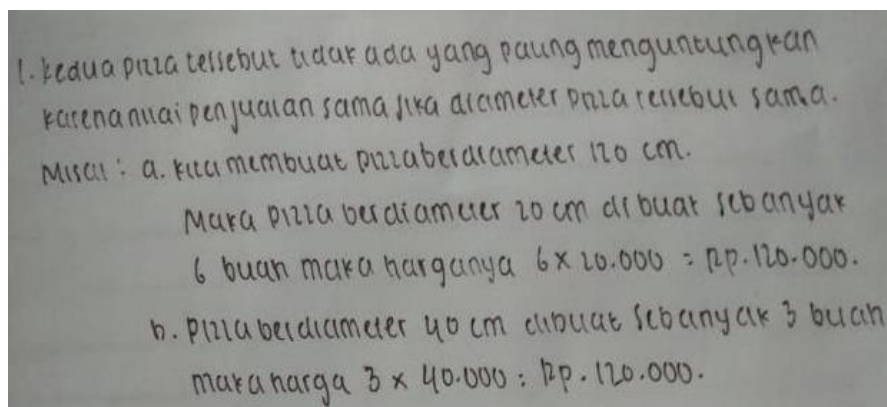 1. kedua pizza tersebut tidak ada yang paling menguntungkan
karena nilai penjualan sama jika diameter pizza tersebut sama.
Misal : a. kita membuat pizza berdiameter 120 cm.
Maka pizza berdiameter 20 cm dibuat sebanyak
6 buah maka harganya 6 x 20.000 = Rp. 120.000.
b. Pizza berdiameter 40 cm dibuat sebanyak 3 buah
maka harga 3 x 40.000 = Rp. 120.000.